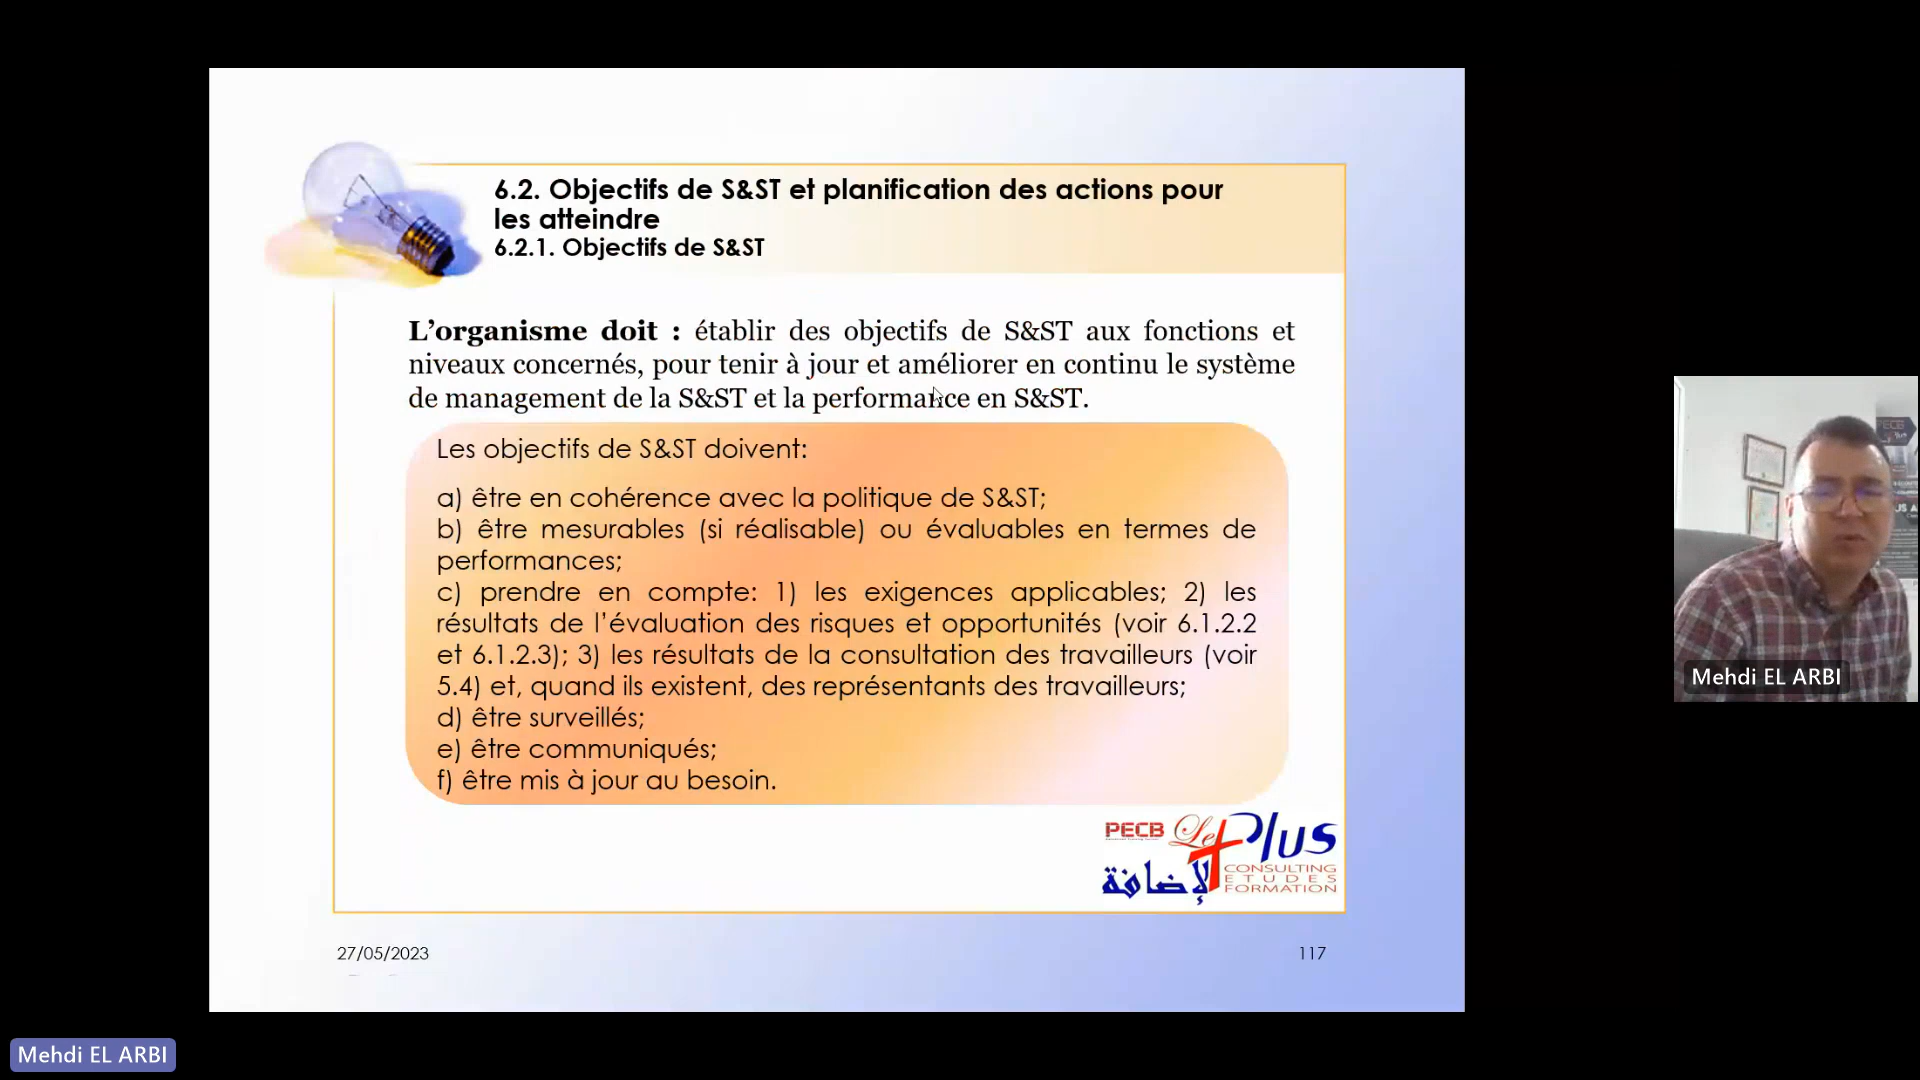 6.2. Objectifs de S&ST et planification des actions pour
les atteindre
6.2.1. Objectifs de S&ST
L’organisme doit : établir des objectifs de S&ST aux fonctions et
niveaux concernés, pour tenir à jour et améliorer en continu le système
de management de la S&ST et la performance en S&ST.
Les objectifs de S&ST doivent:
a) être en cohérence avec la politique de S&ST;
b) être mesurables (si réalisable) ou évaluables en termes de
performances;
c) prendre en compte: 1) les exigences applicables; 2) les
résultats de l’évaluation des risques et opportunités (voir 6.1.2.2
et 6.1.2.3); 3) les résultats de la consultation des travailleurs (voir
5.4) et, quand ils existent, des représentants des travailleurs;
d) être surveillés;
e) être communiqués;
f) être mis à jour au besoin.
PECB Le Plus
الإضافة
CONSULTING
ETUDES
FORMATION
27/05/2023
117
PECB
Mehdi EL ARBI
Mehdi EL ARBI